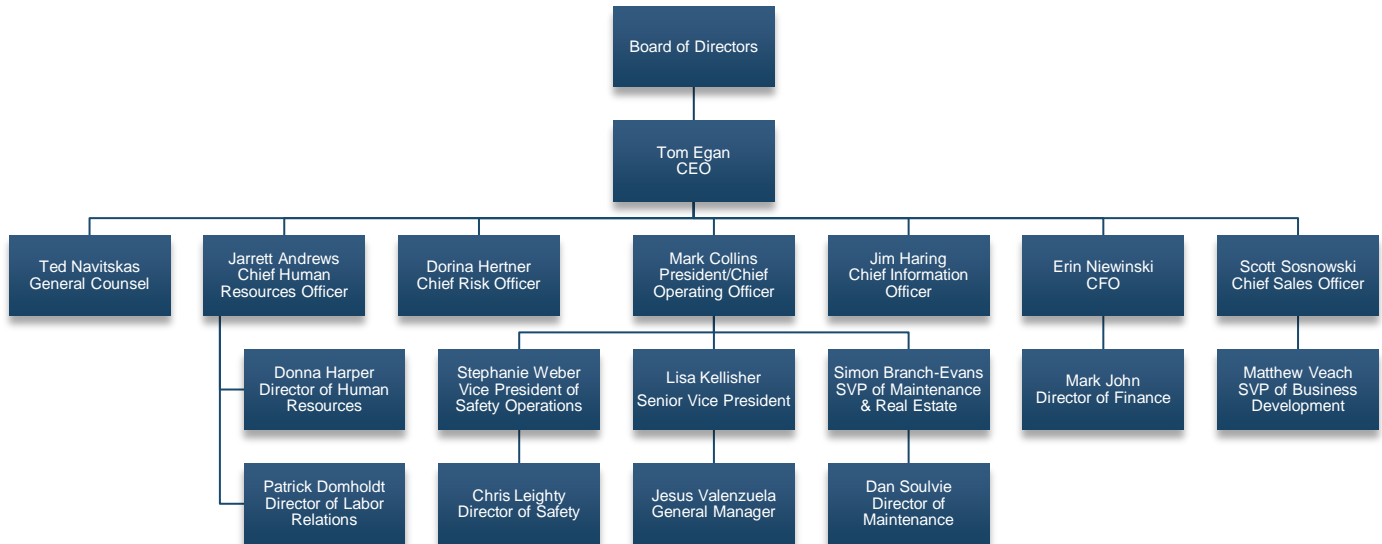 Board of Directors
Tom Egan
CEO
Ted Navitskas
General Counsel
Jarrett Andrews
Chief Human
Resources Officer
Dorina Hertner
Chief Risk Officer
Mark Collins
President/Chief
Operating Officer
Jim Haring
Chief Information
Officer
Erin Niewinski
CFO
Scott Sosnowski
Chief Sales Officer
Donna Harper
Director of Human
Resources
Stephanie Weber
Vice President of
Safety Operations
Lisa Kellisher
Senior Vice President
Simon Branch-Evans
SVP of Maintenance
& Real Estate
Mark John
Director of Finance
Matthew Veach
SVP of Business
Development
Patrick Domholdt
Director of Labor
Relations
Chris Leighty
Director of Safety
Jesus Valenzuela
General Manager
Dan Soulvie
Director of
Maintenance